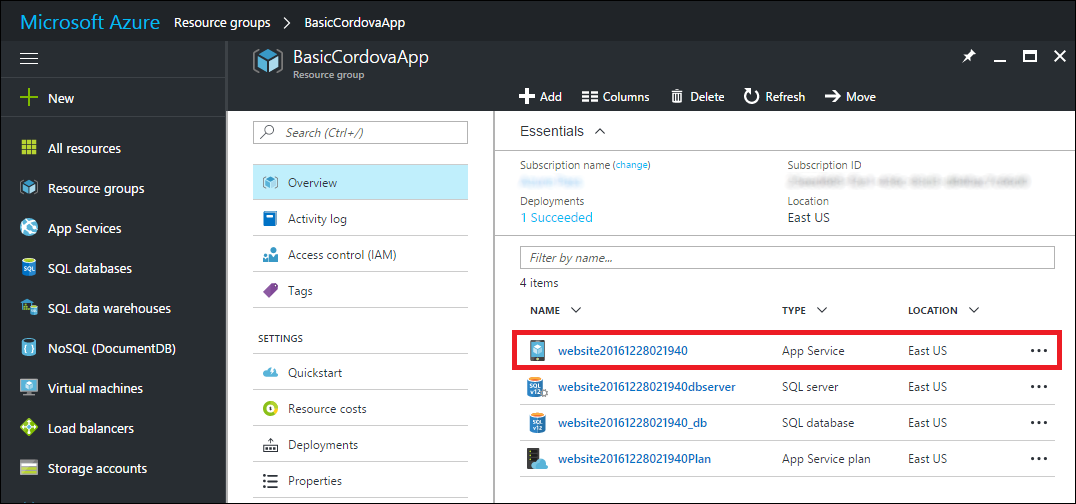 Microsoft Azure Resource groups > BasicCordovaApp
BasicCordovaApp
Resource group
New
All resources
Resource groups
App Services
SQL databases
SQL data warehouses
NoSQL (DocumentDB)
Virtual machines
Load balancers
Storage accounts
Add Columns Delete Refresh Move
Search (Ctrl+/)
Overview
Activity log
Access control (IAM)
Tags
SETTINGS
Quickstart
Resource costs
Deployments
Properties
Essentials
Subscription name (change) Subscription ID
Deployments Location
1 Succeeded East US
Filter by name...
4 items
NAME TYPE LOCATION
website20161228021940 App Service East US ...
website20161228021940dbserver SQL server East US ...
website20161228021940_db SQL database East US ...
website20161228021940Plan App Service plan East US ...